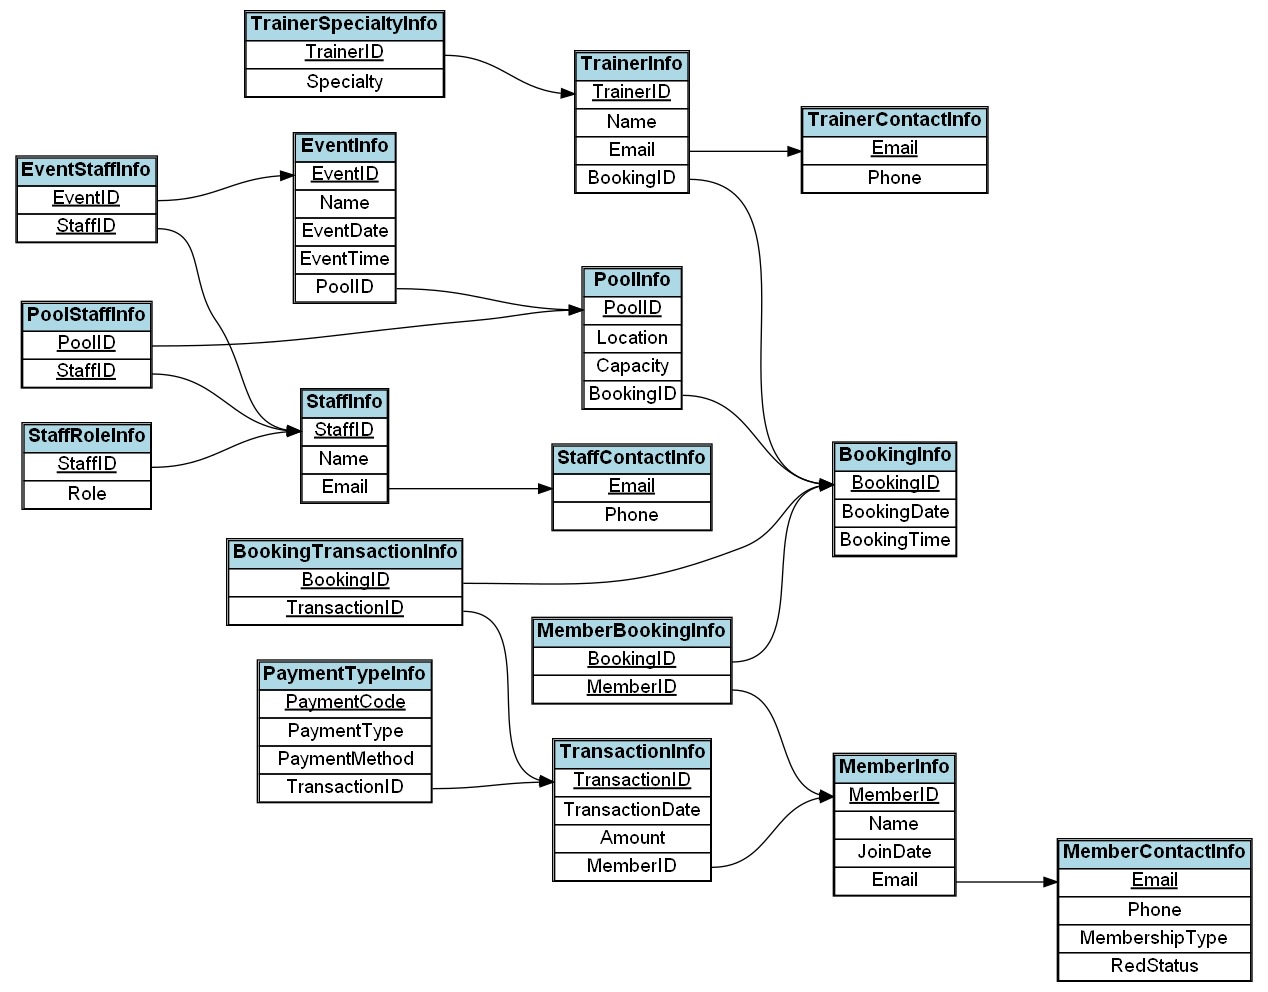 TrainerSpecialtyInfo
TrainerID
Specialty
TrainerInfo
TrainerID
Name
Email
BookingID
TrainerContactInfo
Email
Phone
EventStaffInfo
EventID
StaffID
EventInfo
EventID
Name
EventDate
EventTime
PoolID
PoolInfo
PoolID
Location
Capacity
BookingID
PoolStaffInfo
PoolID
StaffID
StaffRoleInfo
StaffID
Role
StaffInfo
StaffID
Name
Email
StaffContactInfo
Email
Phone
BookingInfo
BookingID
BookingDate
BookingTime
BookingTransactionInfo
BookingID
TransactionID
MemberBookingInfo
BookingID
MemberID
PaymentTypeInfo
PaymentCode
PaymentType
PaymentMethod
TransactionID
TransactionInfo
TransactionID
TransactionDate
Amount
MemberID
MemberInfo
MemberID
Name
JoinDate
Email
MemberContactInfo
Email
Phone
MembershipType
RedStatus